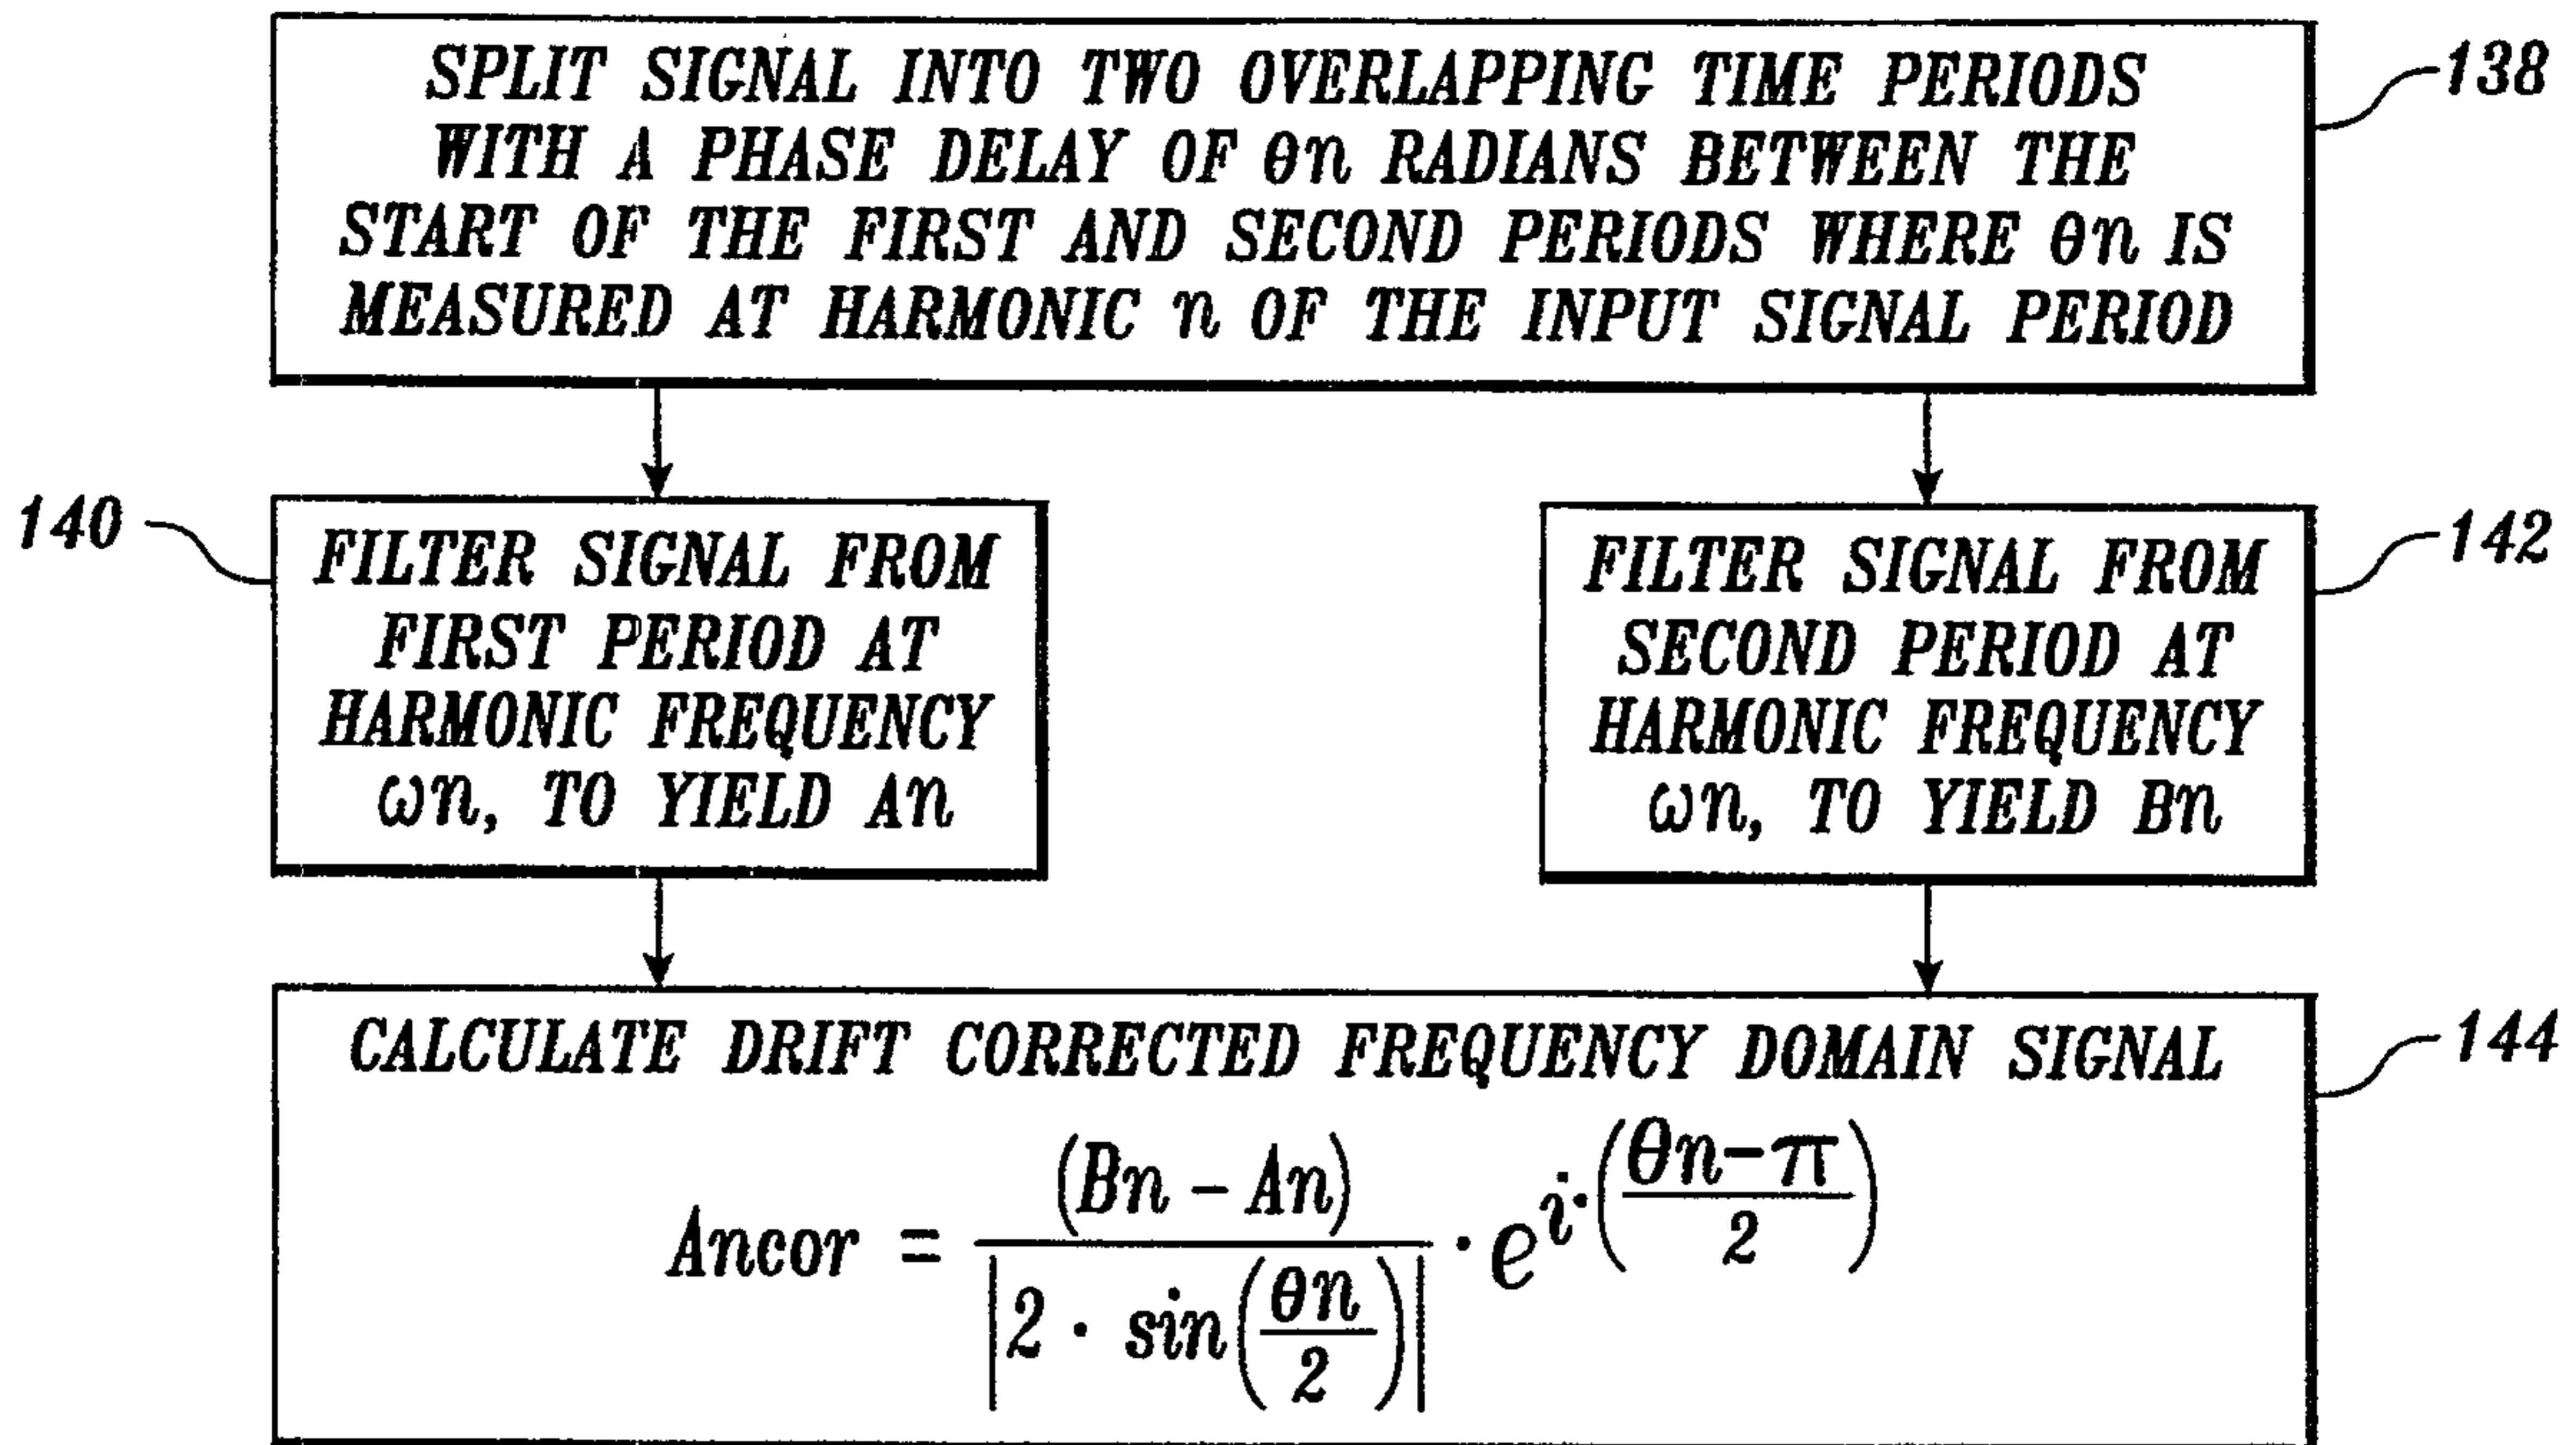 SPLIT SIGNAL INTO TWO OVERLAPPING TIME PERIODS
WITH A PHASE DELAY OF θn RADIANS BETWEEN THE
START OF THE FIRST AND SECOND PERIODS WHERE θn IS
MEASURED AT HARMONIC n OF THE INPUT SIGNAL PERIOD
138
140
FILTER SIGNAL FROM
FIRST PERIOD AT
HARMONIC FREQUENCY
ωn, TO YIELD An
FILTER SIGNAL FROM
SECOND PERIOD AT
HARMONIC FREQUENCY
ωn, TO YIELD Bn
142
CALCULATE DRIFT CORRECTED FREQUENCY DOMAIN SIGNAL
144
Ancor = (Bn - An) / |2 · sin(θn/2)| · e^{i·((θn-π)/2)}